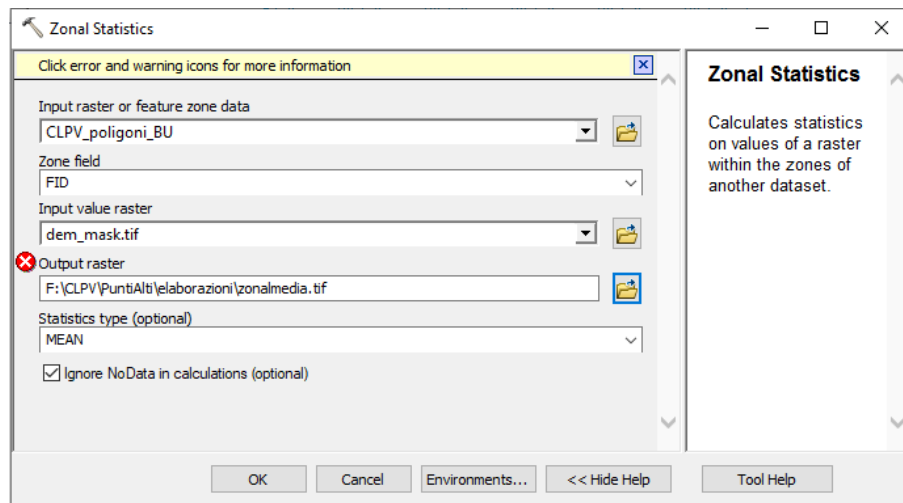 Zonal Statistics
Click error and warning icons for more information
Input raster or feature zone data
CLPV_poligoni_BU
Zone field
FID
Input value raster
dem_mask.tif
Output raster
F:\CLPV\PuntiAlti\elaborazioni\zonalmedia.tif
Statistics type (optional)
MEAN
Ignore NoData in calculations (optional)
Zonal Statistics
Calculates statistics
on values of a raster
within the zones of
another dataset.
OK
Cancel
Environments...
<< Hide Help
Tool Help